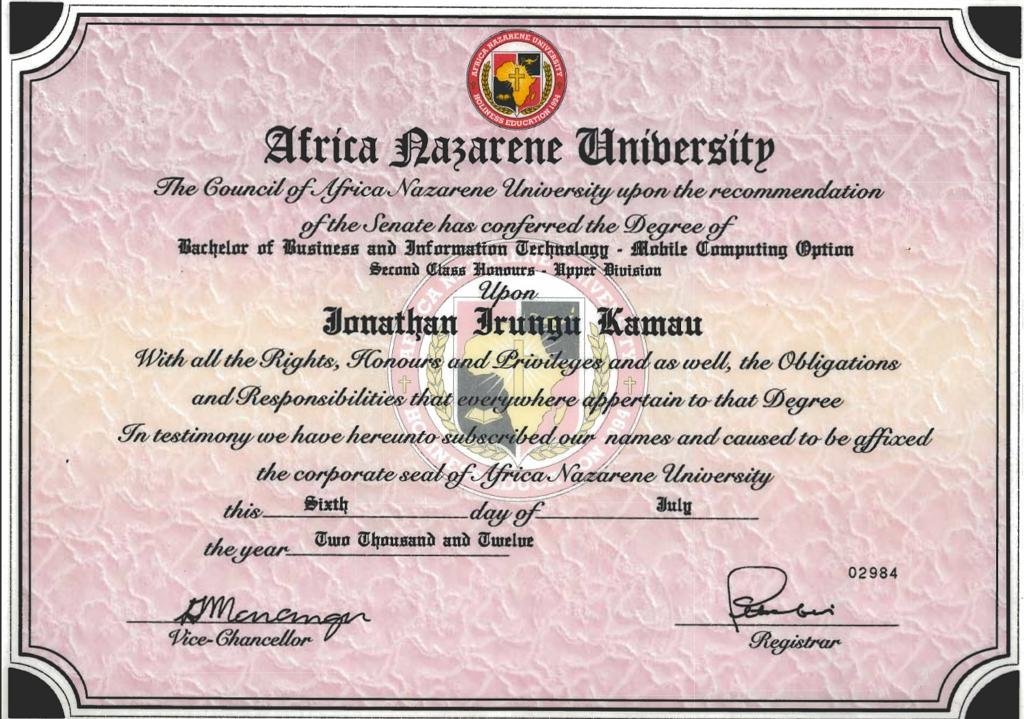 AFRICA NAZARENE UNIVERSITY
HOLINESS EDUCATION 1994
Africa Nazarene University
The Council of Africa Nazarene University upon the recommendation
of the Senate has conferred the Degree of
Bachelor of Business and Information Technology - Mobile Computing Option
Second Class Honours - Upper Division
Upon
Jonathan Irungu Kamau
With all the Rights, Honours and Privileges and as well, the Obligations
and Responsibilities that everywhere appertain to that Degree
In testimony we have hereunto subscribed our names and caused to be affixed
the corporate seal of Africa Nazarene University
this Sixth day of July
the year Two Thousand and Twelve
02984
Vice-Chancellor Registrar